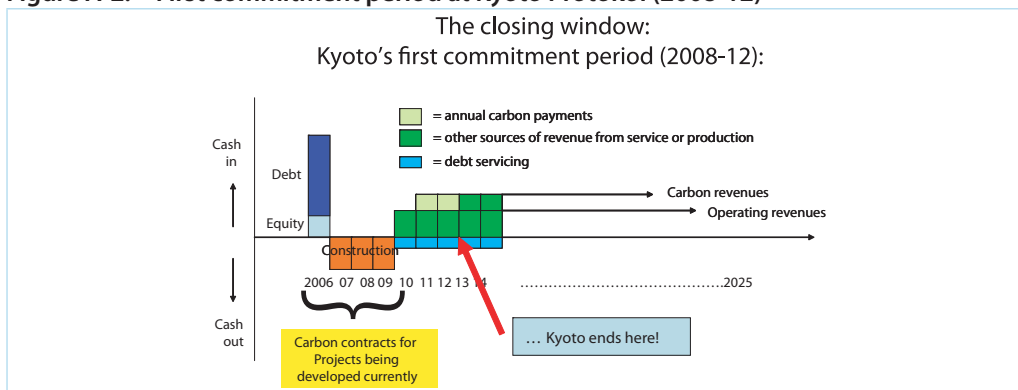 The closing window:
Kyoto's first commitment period (2008-12):
= annual carbon payments
= other sources of revenue from service or production
= debt servicing
Cash
in
Debt
Equity
Carbon revenues
Operating revenues
Construction
2006 07 08 09 10 11 12 13 14 ................................................2025
Cash
out
Carbon contracts for
Projects being
developed currently
... Kyoto ends here!